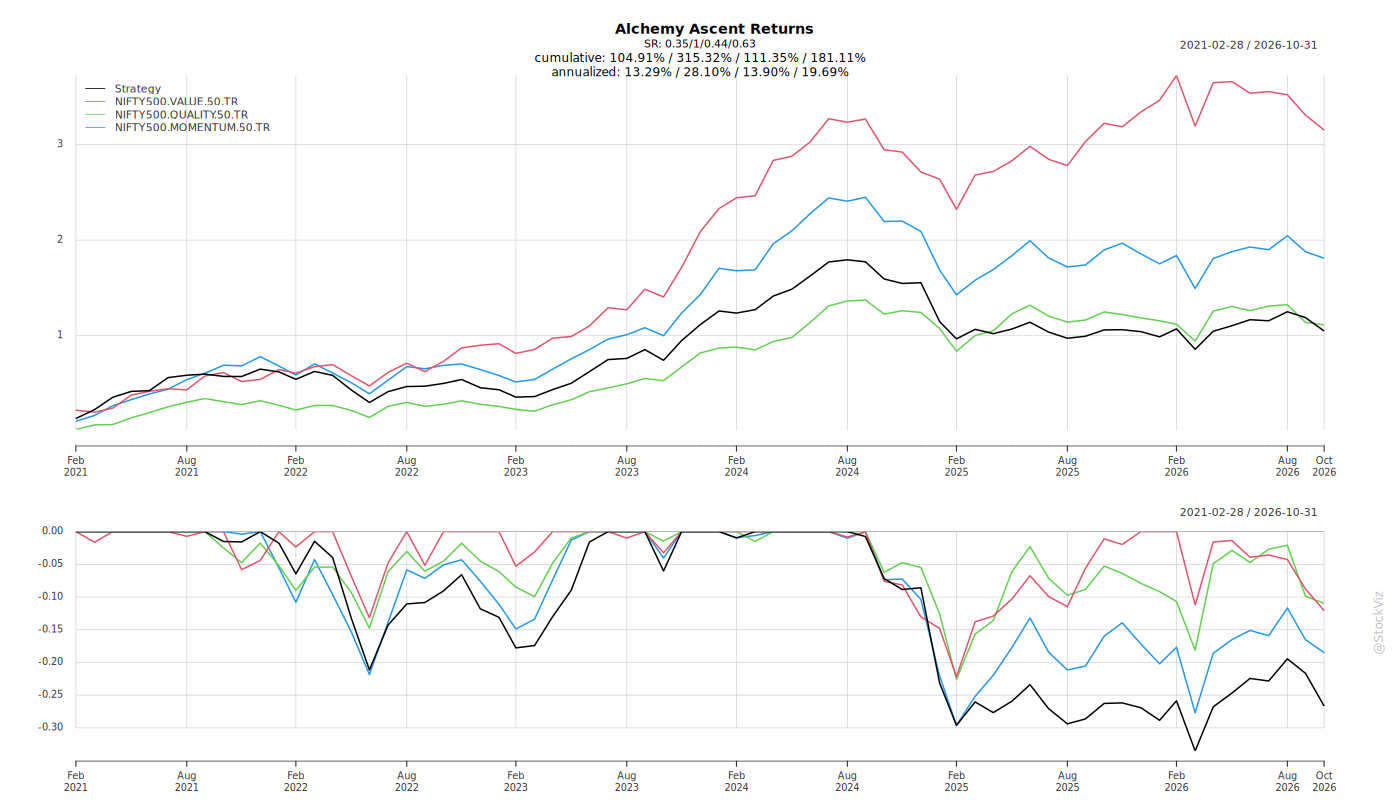 Alchemy Ascent Returns
SR: 0.35/1/0.44/0.63
2021-02-28 / 2026-10-31
cumulative: 104.91% / 315.32% / 111.35% / 181.11%
annualized: 13.29% / 28.10% / 13.90% / 19.69%
Strategy
NIFTY500.VALUE.50.TR
NIFTY500.QUALITY.50.TR
NIFTY500.MOMENTUM.50.TR
3
2
1
Feb Aug Feb Aug Feb Aug Feb Aug Feb Aug Feb Aug Oct
2021 2021 2022 2022 2023 2023 2024 2024 2025 2025 2026 2026 2026
2021-02-28 / 2026-10-31
0.00
-0.05
-0.10
-0.15
-0.20
-0.25
-0.30
Feb Aug Feb Aug Feb Aug Feb Aug Feb Aug Feb Aug Oct
2021 2021 2022 2022 2023 2023 2024 2024 2025 2025 2026 2026 2026
@StockViz